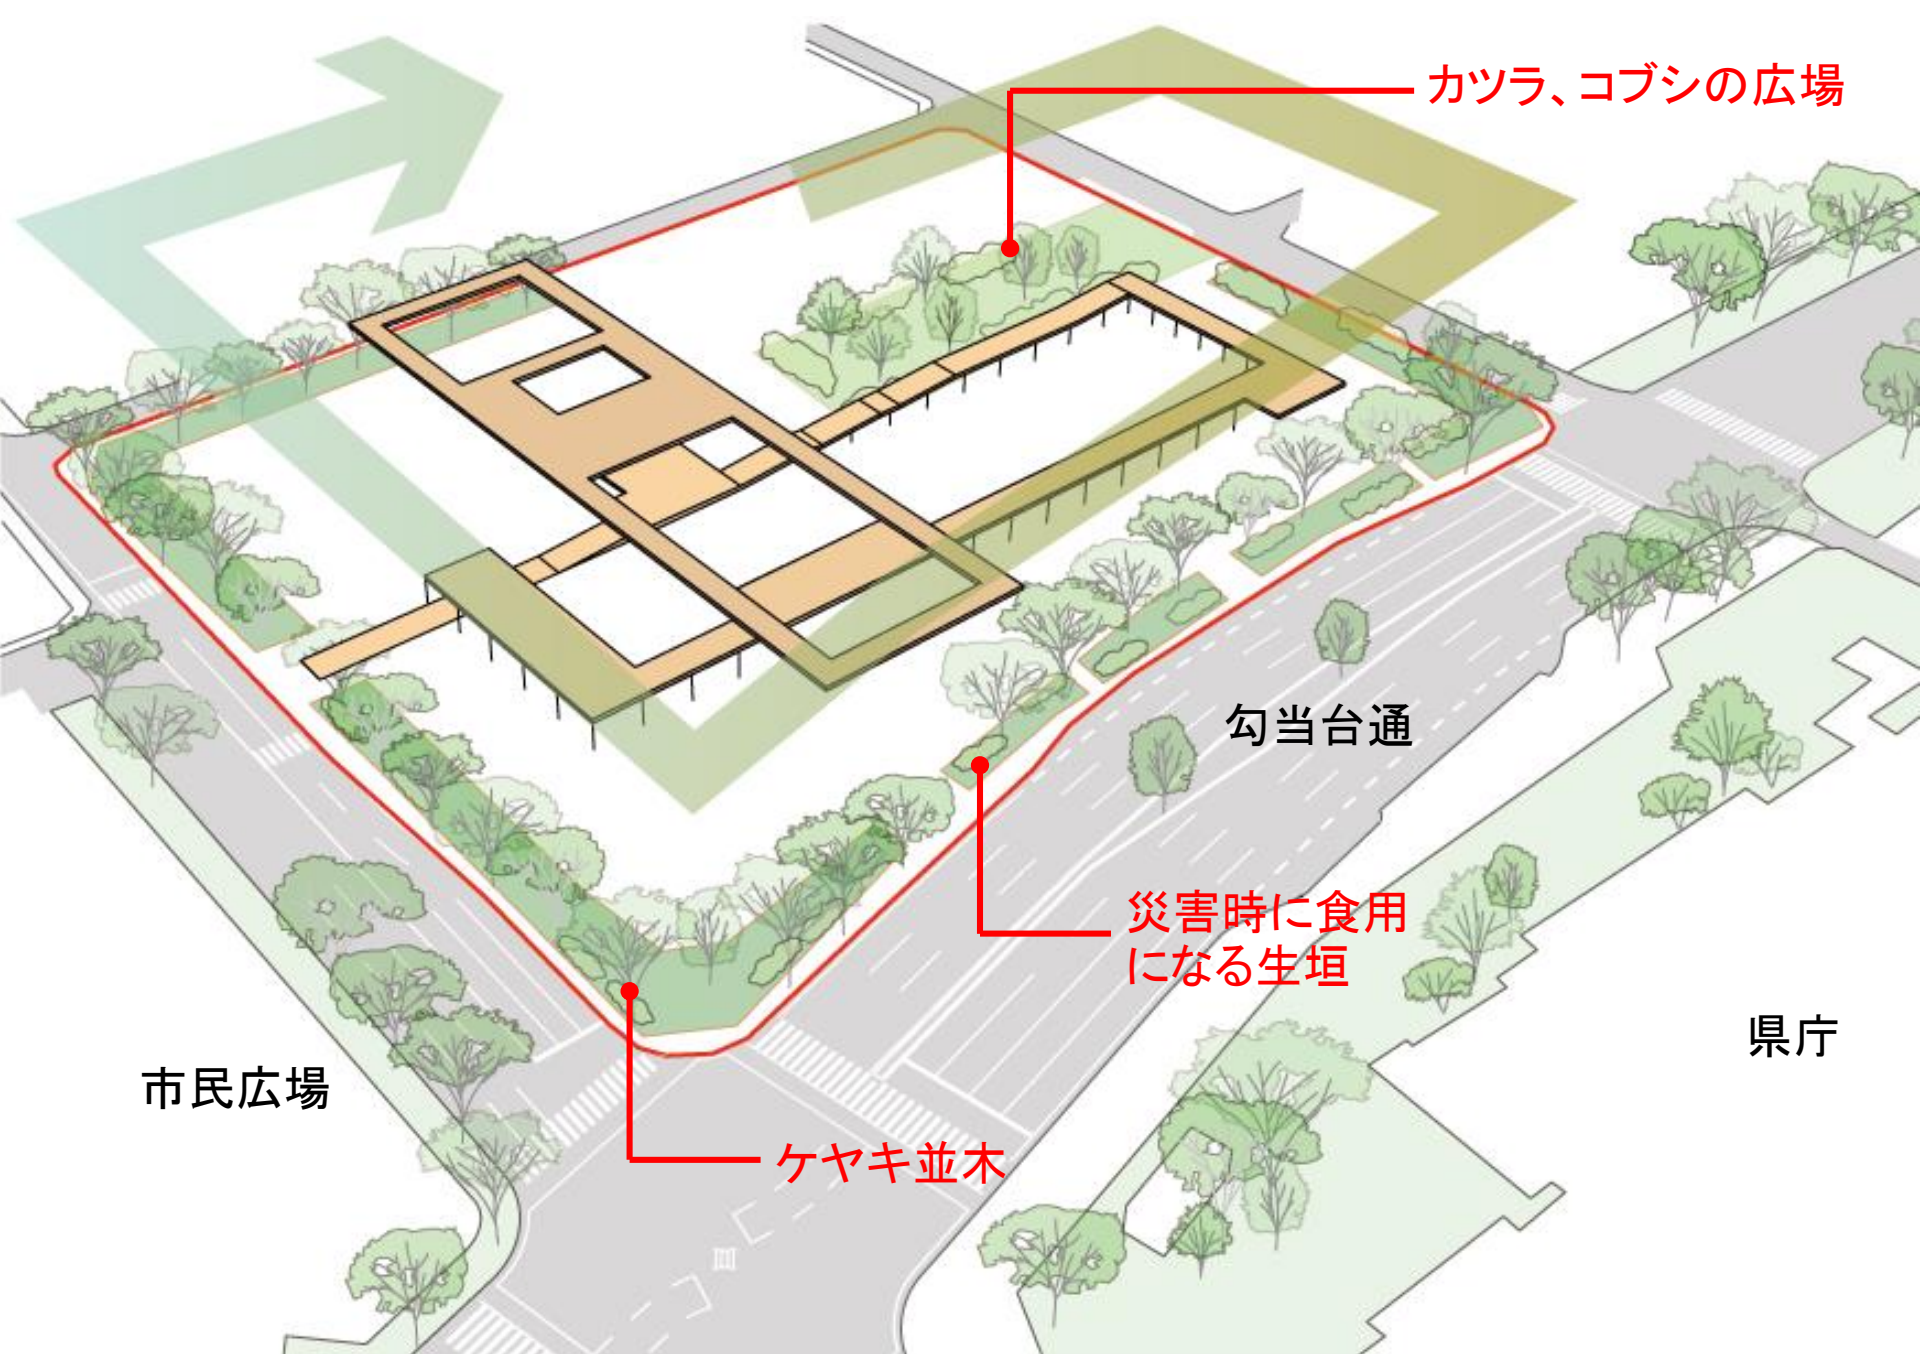 カツラ、コブシの広場
勾当台通
災害時に食用
になる生垣
県庁
市民広場
ケヤキ並木